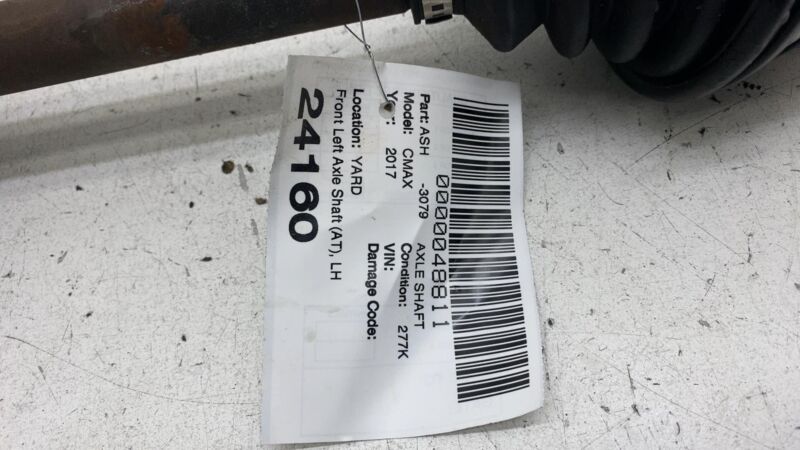 0000048811
Part: ASH -3079 AXLE SHAFT
Model: CMAX Condition: 277K
2017 VIN:
Damage Code:
Location: YARD
Front Left Axle Shaft (AT), LH
24160